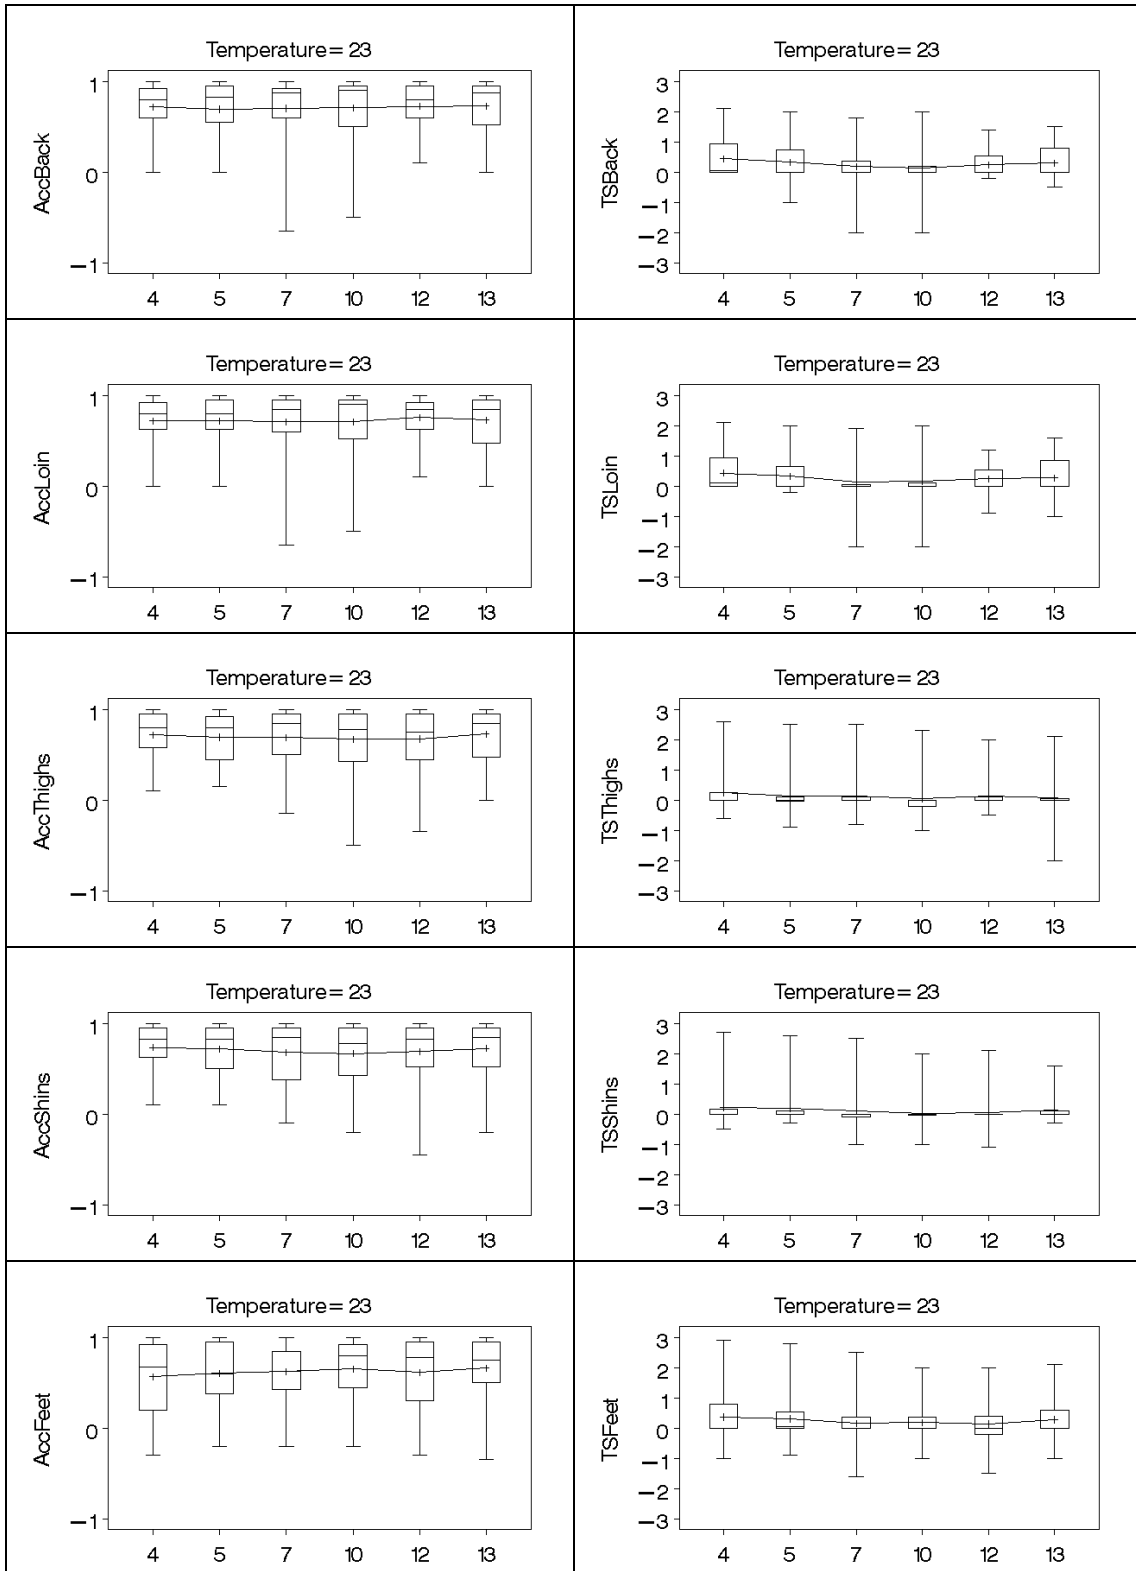 Temperature= 23
AccBack
1
0
−1
4 5 7 10 12 13
Temperature= 23
TSBack
3
2
1
0
−1
−2
−3
4 5 7 10 12 13
Temperature= 23
AccLoin
1
0
−1
4 5 7 10 12 13
Temperature= 23
TSLoin
3
2
1
0
−1
−2
−3
4 5 7 10 12 13
Temperature= 23
AccThighs
1
0
−1
4 5 7 10 12 13
Temperature= 23
TSThighs
3
2
1
0
−1
−2
−3
4 5 7 10 12 13
Temperature= 23
AccShins
1
0
−1
4 5 7 10 12 13
Temperature= 23
TSShins
3
2
1
0
−1
−2
−3
4 5 7 10 12 13
Temperature= 23
AccFeet
1
0
−1
4 5 7 10 12 13
Temperature= 23
TSFeet
3
2
1
0
−1
−2
−3
4 5 7 10 12 13